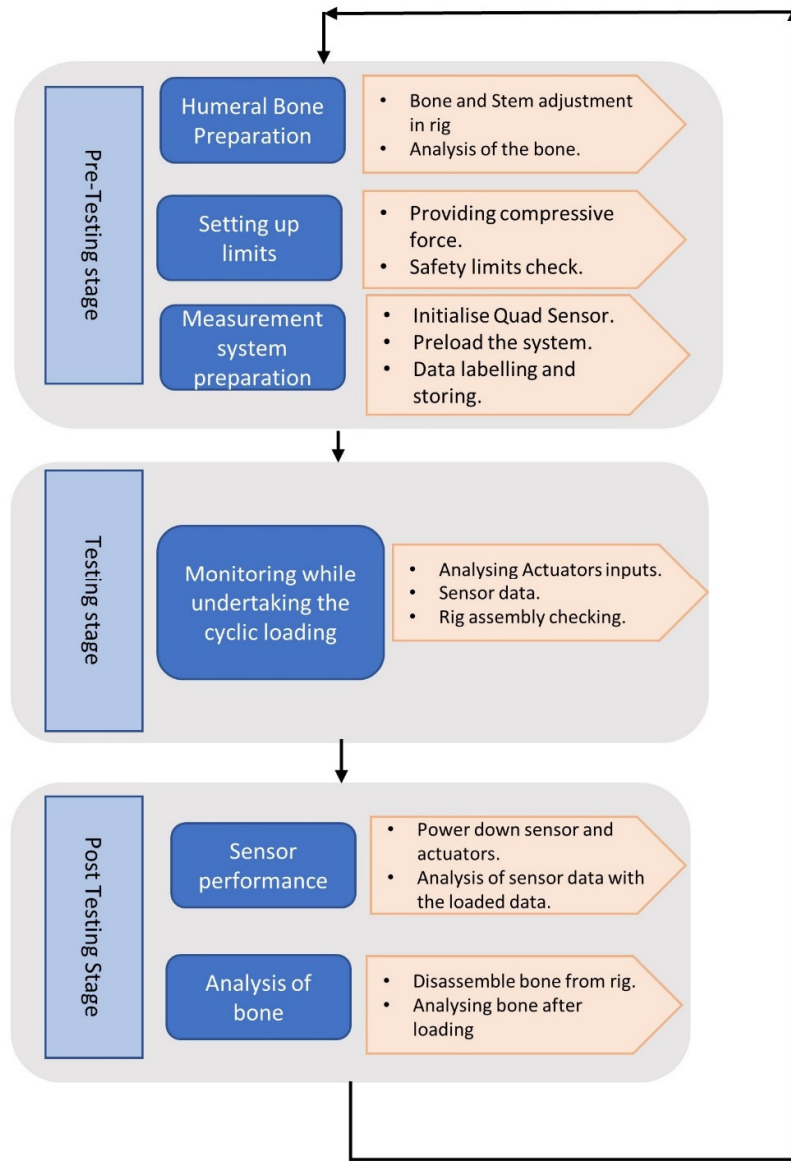 Pre-Testing stage
Humeral Bone
Preparation
• Bone and Stem adjustment
in rig
• Analysis of the bone.
Setting up
limits
• Providing compressive
force.
• Safety limits check.
Measurement
system
preparation
• Initialise Quad Sensor.
• Preload the system.
• Data labelling and
storing.
Testing stage
Monitoring while
undertaking the
cyclic loading
• Analysing Actuators inputs.
• Sensor data.
• Rig assembly checking.
Post Testing Stage
Sensor
performance
• Power down sensor and
actuators.
• Analysis of sensor data with
the loaded data.
Analysis of
bone
• Disassemble bone from rig.
• Analysing bone after
loading